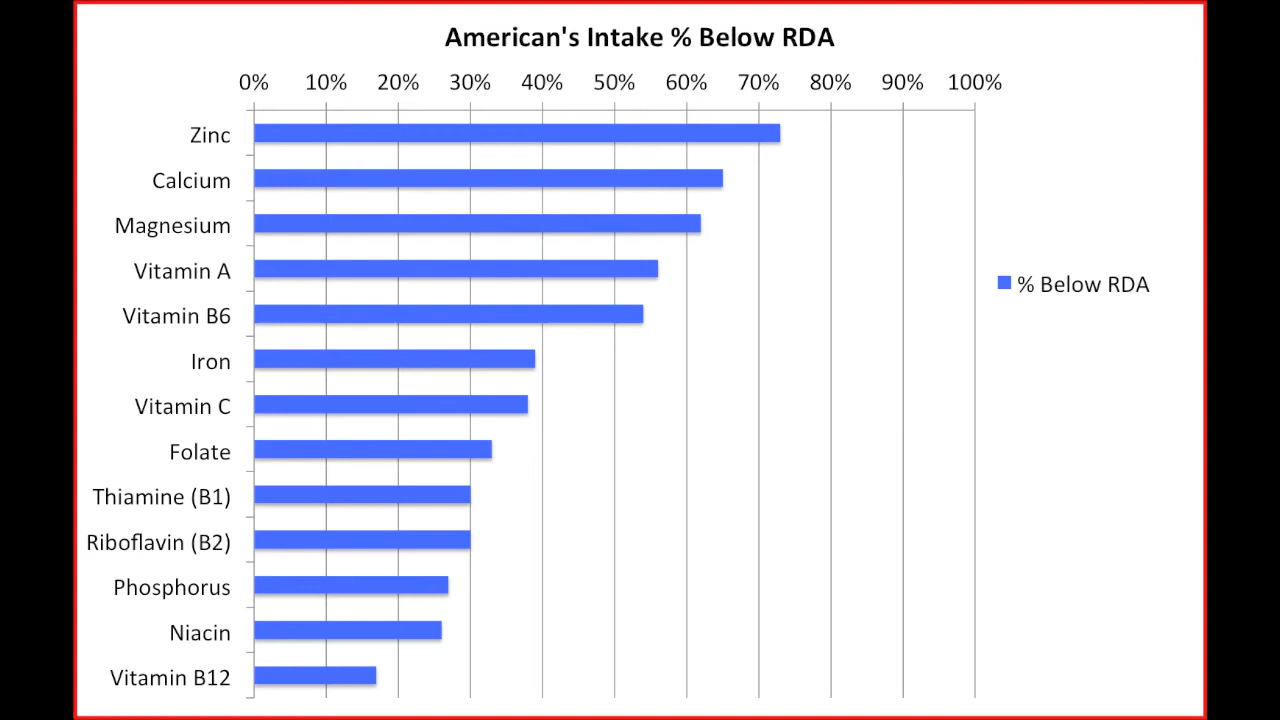 American's Intake % Below RDA
0% 10% 20% 30% 40% 50% 60% 70% 80% 90% 100%
Zinc
Calcium
Magnesium
Vitamin A
% Below RDA
Vitamin B6
Iron
Vitamin C
Folate
Thiamine (B1)
Riboflavin (B2)
Phosphorus
Niacin
Vitamin B12